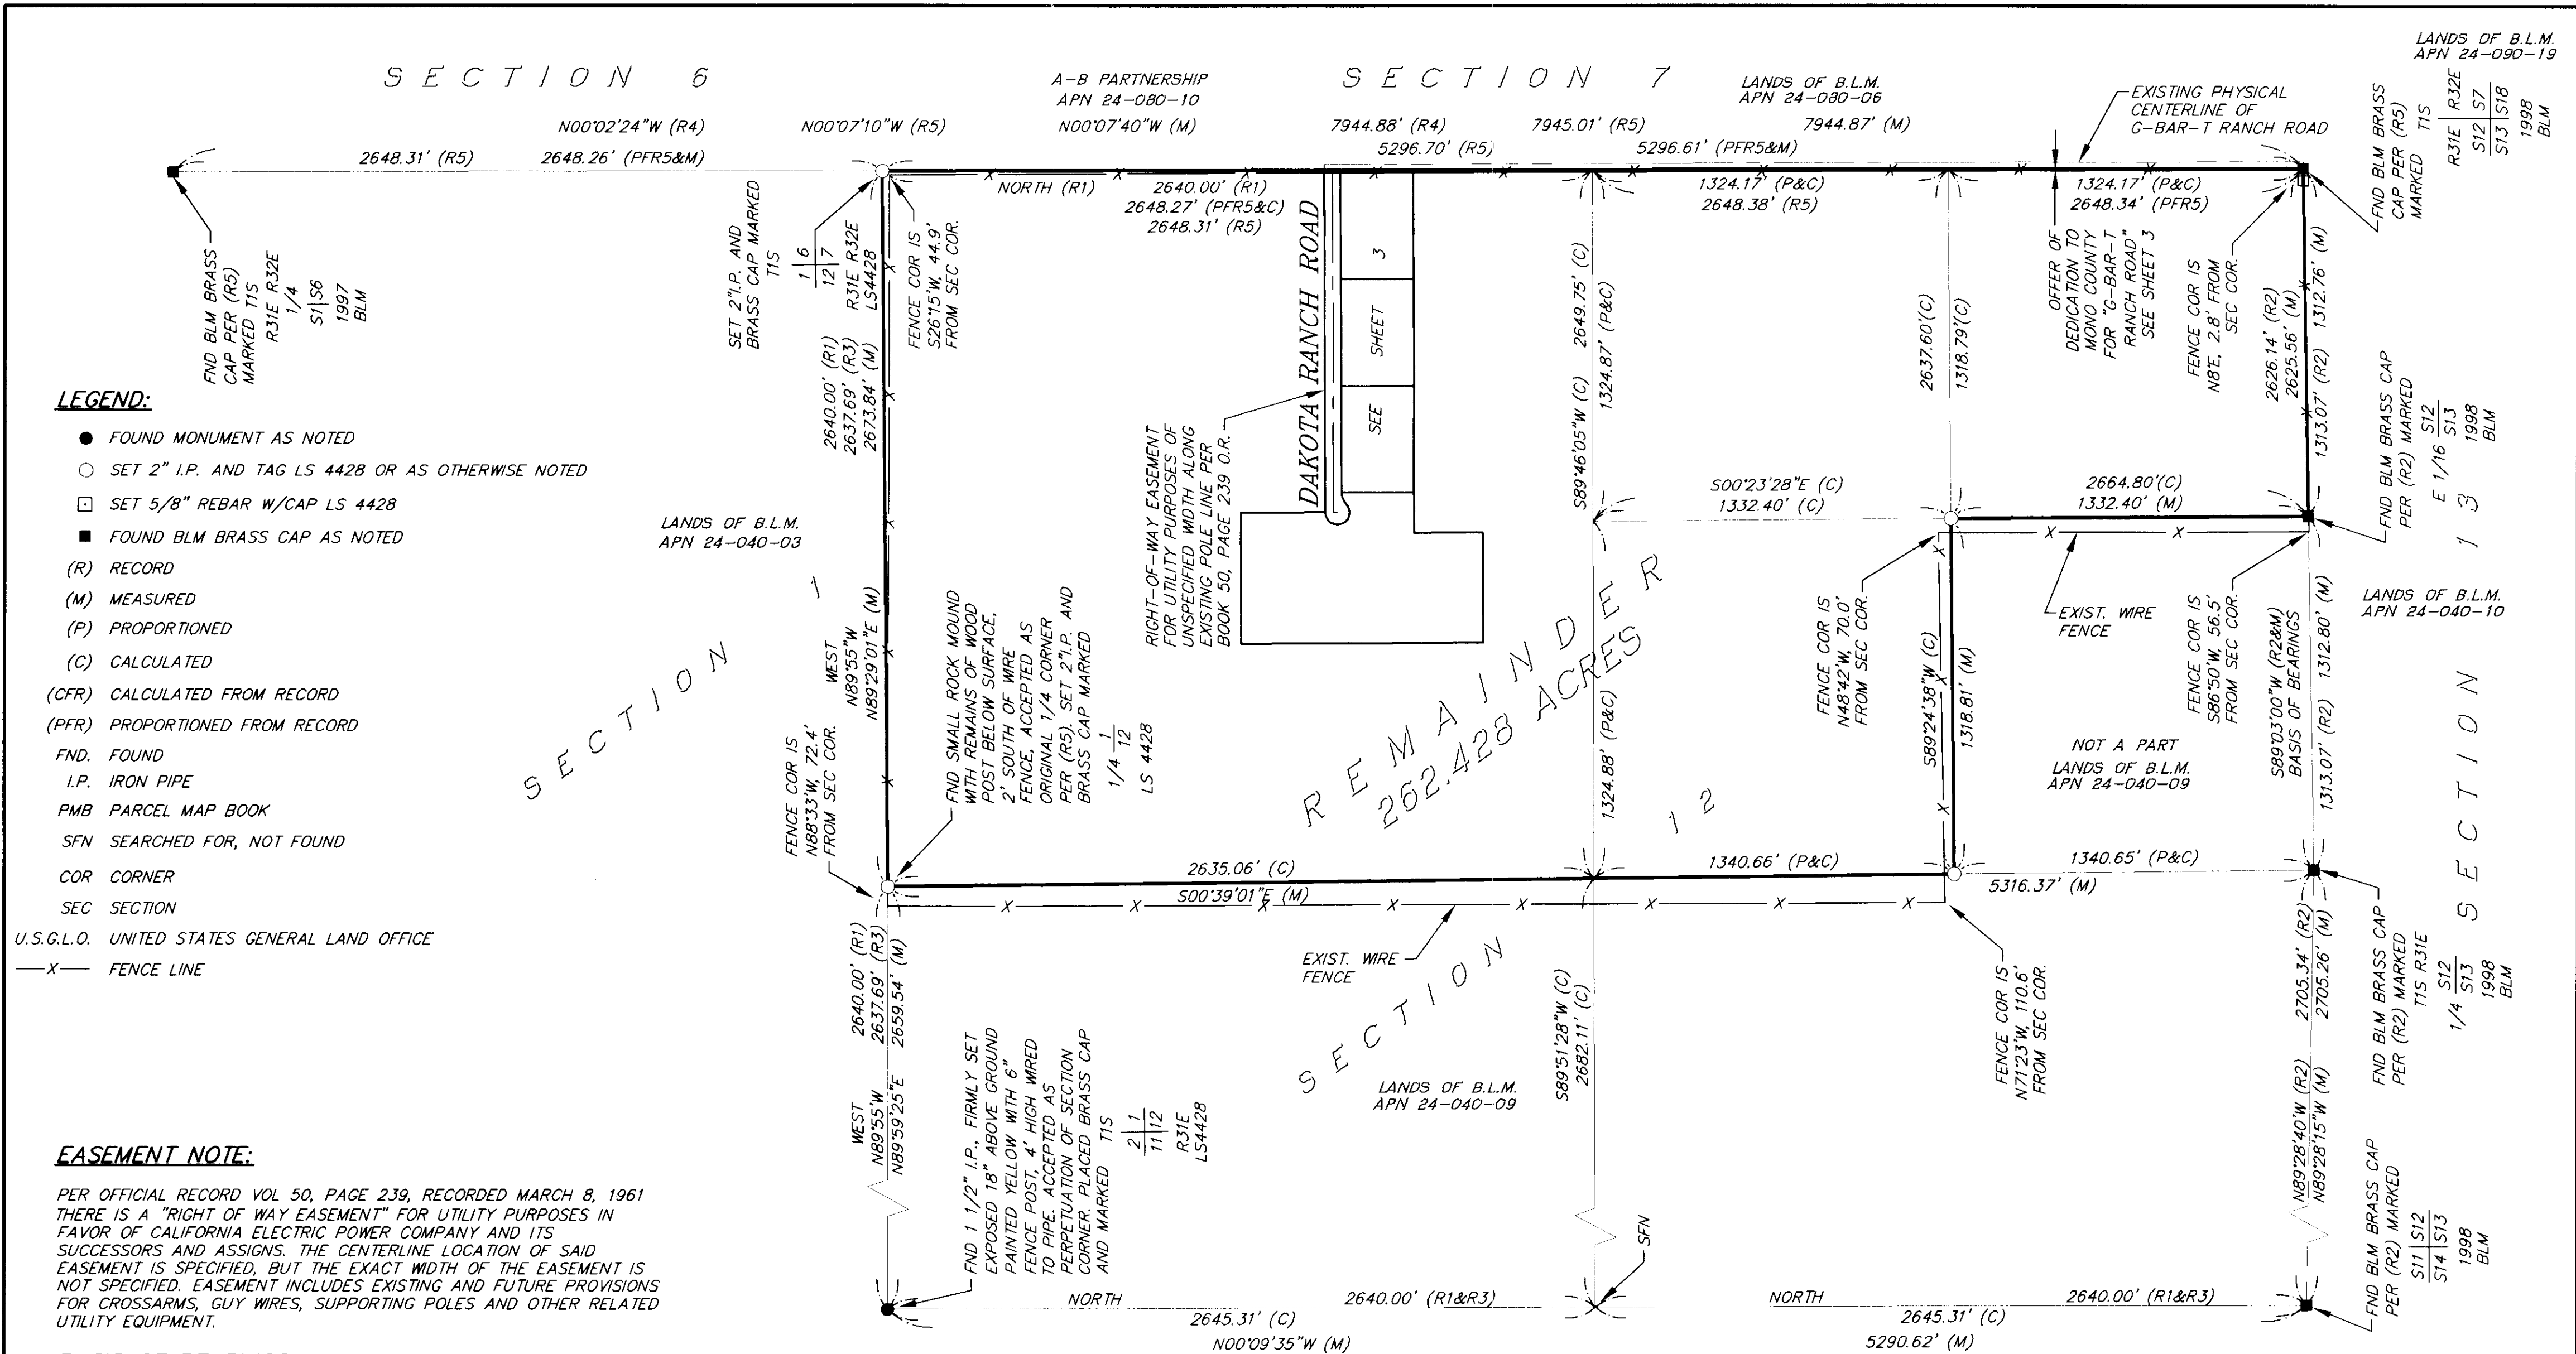 SECTION 6
A-B PARTNERSHIP
APN 24-080-10
SECTION 7
LANDS OF B.L.M.
APN 24-080-06
LANDS OF B.L.M.
APN 24-090-19
N00°02'24"W (R4)
N00°07'10"W (R5)
N00°07'40"W (M)
7944.88' (R4)
7945.01' (R5)
7944.87' (M)
2648.31' (R5)
2648.26' (PFR5&M)
5296.70' (R5)
5296.61' (PFR5&M)
EXISTING PHYSICAL
CENTERLINE OF
G-BAR-T RANCH ROAD
FND BLM BRASS
CAP PER (R5)
MARKED T1S
R31E R32E
S12 S7
S13 S18
1998
BLM
NORTH (R1)
2640.00' (R1)
2648.27' (PFR5&C)
2648.31' (R5)
1324.17' (P&C)
2648.38' (R5)
1324.17' (P&C)
2648.34' (PFR5)
FND BLM BRASS
CAP PER (R5)
MARKED T1S
R31E R32E
1/4
S1 S6
1997
BLM
SET 2" I.P. AND
BRASS CAP MARKED
T1S
1 6
12 7
R31E R32E
LS4428
FENCE COR IS
S26°15'W, 44.9'
FROM SEC COR.
2640.00' (R1)
2637.69' (R3)
2673.84' (M)
DAKOTA RANCH ROAD
SEE SHEET 3
S89°46'05"W (C) 2649.75' (C)
1324.87' (P&C)
2637.60'(C)
1318.79'(C)
OFFER OF
DEDICATION TO
MONO COUNTY
FOR "G-BAR-T
RANCH ROAD"
SEE SHEET 3
FENCE COR IS
N8°E, 2.8' FROM
SEC COR.
2626.14' (R2)
2625.56' (M)
1313.07' (R2) 1312.76' (M)
FND BLM BRASS CAP
PER (R2) MARKED
E 1/16 S12
S13
1998
BLM
LEGEND:
FOUND MONUMENT AS NOTED
SET 2" I.P. AND TAG LS 4428 OR AS OTHERWISE NOTED
SET 5/8" REBAR W/CAP LS 4428
FOUND BLM BRASS CAP AS NOTED
(R) RECORD
(M) MEASURED
(P) PROPORTIONED
(C) CALCULATED
(CFR) CALCULATED FROM RECORD
(PFR) PROPORTIONED FROM RECORD
FND. FOUND
I.P. IRON PIPE
PMB PARCEL MAP BOOK
SFN SEARCHED FOR, NOT FOUND
COR CORNER
SEC SECTION
U.S.G.L.O. UNITED STATES GENERAL LAND OFFICE
—X— FENCE LINE
LANDS OF B.L.M.
APN 24-040-03
SECTION 1
WEST
N89°55'W
N89°29'01"E (M)
FENCE COR IS
N88°33'W, 72.4'
FROM SEC COR.
FND SMALL ROCK MOUND
WITH REMAINS OF WOOD
POST BELOW SURFACE,
2' SOUTH OF WIRE
FENCE, ACCEPTED AS
ORIGINAL 1/4 CORNER
PER (R5). SET 2" I.P. AND
BRASS CAP MARKED
1/4 1
12
LS 4428
RIGHT-OF-WAY EASEMENT
FOR UTILITY PURPOSES OF
UNSPECIFIED WIDTH ALONG
EXISTING POLE LINE PER
BOOK 50, PAGE 239 O.R.
REMAINDER
262.428 ACRES
S00°23'28"E (C)
1332.40' (C)
2664.80'(C)
1332.40' (M)
FENCE COR IS
N48°42'W, 70.0'
FROM SEC COR.
EXIST. WIRE
FENCE
FENCE COR IS
S86°50'W, 56.5'
FROM SEC COR.
LANDS OF B.L.M.
APN 24-040-10
SECTION 13
S89°24'38"W (C)
1318.81' (M)
NOT A PART
LANDS OF B.L.M.
APN 24-040-09
S89°03'00"W (R2&M)
BASIS OF BEARINGS
1313.07' (R2) 1312.80' (M)
1324.88' (P&C)
2635.06' (C)
S00°39'01"E (M)
1340.66' (P&C)
1340.65' (P&C)
5316.37' (M)
EXIST. WIRE
FENCE
SECTION 12
FENCE COR IS
N71°23'W, 110.6'
FROM SEC COR.
2640.00' (R1)
2637.69' (R3)
2659.54' (M)
WEST
N89°55'W
N89°59'25"E
FND 1 1/2" I.P., FIRMLY SET
EXPOSED 18" ABOVE GROUND
PAINTED YELLOW WITH 6"
FENCE POST, 4' HIGH WIRED
TO PIPE. ACCEPTED AS
PERPETUATION OF SECTION
CORNER. PLACED BRASS CAP
AND MARKED T1S
2 1
11 12
R31E
LS4428
LANDS OF B.L.M.
APN 24-040-09
S89°51'28"W (C)
2682.11' (C)
SFN
2705.34' (R2)
2705.26' (M)
N89°28'40"W (R2)
N89°28'15"W (M)
FND BLM BRASS CAP
PER (R2) MARKED
T1S R31E
1/4 S12
S13
1998
BLM
FND BLM BRASS CAP
PER (R2) MARKED
S11 S12
S14 S13
1998
BLM
NORTH
2640.00' (R1&R3)
2645.31' (C)
N00°09'35"W (M)
NORTH
2640.00' (R1&R3)
2645.31' (C)
5290.62' (M)
EASEMENT NOTE:
PER OFFICIAL RECORD VOL 50, PAGE 239, RECORDED MARCH 8, 1961
THERE IS A "RIGHT OF WAY EASEMENT" FOR UTILITY PURPOSES IN
FAVOR OF CALIFORNIA ELECTRIC POWER COMPANY AND ITS
SUCCESSORS AND ASSIGNS. THE CENTERLINE LOCATION OF SAID
EASEMENT IS SPECIFIED, BUT THE EXACT WIDTH OF THE EASEMENT IS
NOT SPECIFIED. EASEMENT INCLUDES EXISTING AND FUTURE PROVISIONS
FOR CROSSARMS, GUY WIRES, SUPPORTING POLES AND OTHER RELATED
UTILITY EQUIPMENT.